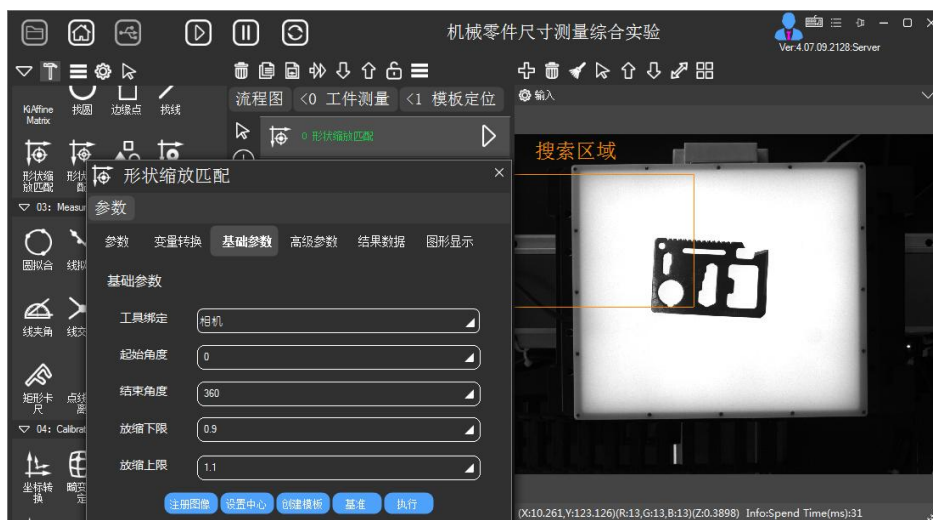 机械零件尺寸测量综合实验
Ver:4.07.09.2128:Server
KiAffine Matrix
找圆
边缘点
找线
流程图
<0 工件测量
<1 模板定位
0 形状缩放匹配
输入
搜索区域
形状缩放匹配
03: Measur
圆拟合
线夹角
矩形卡尺
04: Calibrat
坐标转换
形状缩放匹配
参数
参数
变量转换
基础参数
高级参数
结果数据
图形显示
基础参数
工具绑定
相机
起始角度
0
结束角度
360
放缩下限
0.9
放缩上限
1.1
注册图像
设置中心
创建模板
基准
执行
(X:10.261,Y:123.126)(R:13,G:13,B:13)(Z:0.3898) Info:Spend Time(ms):31